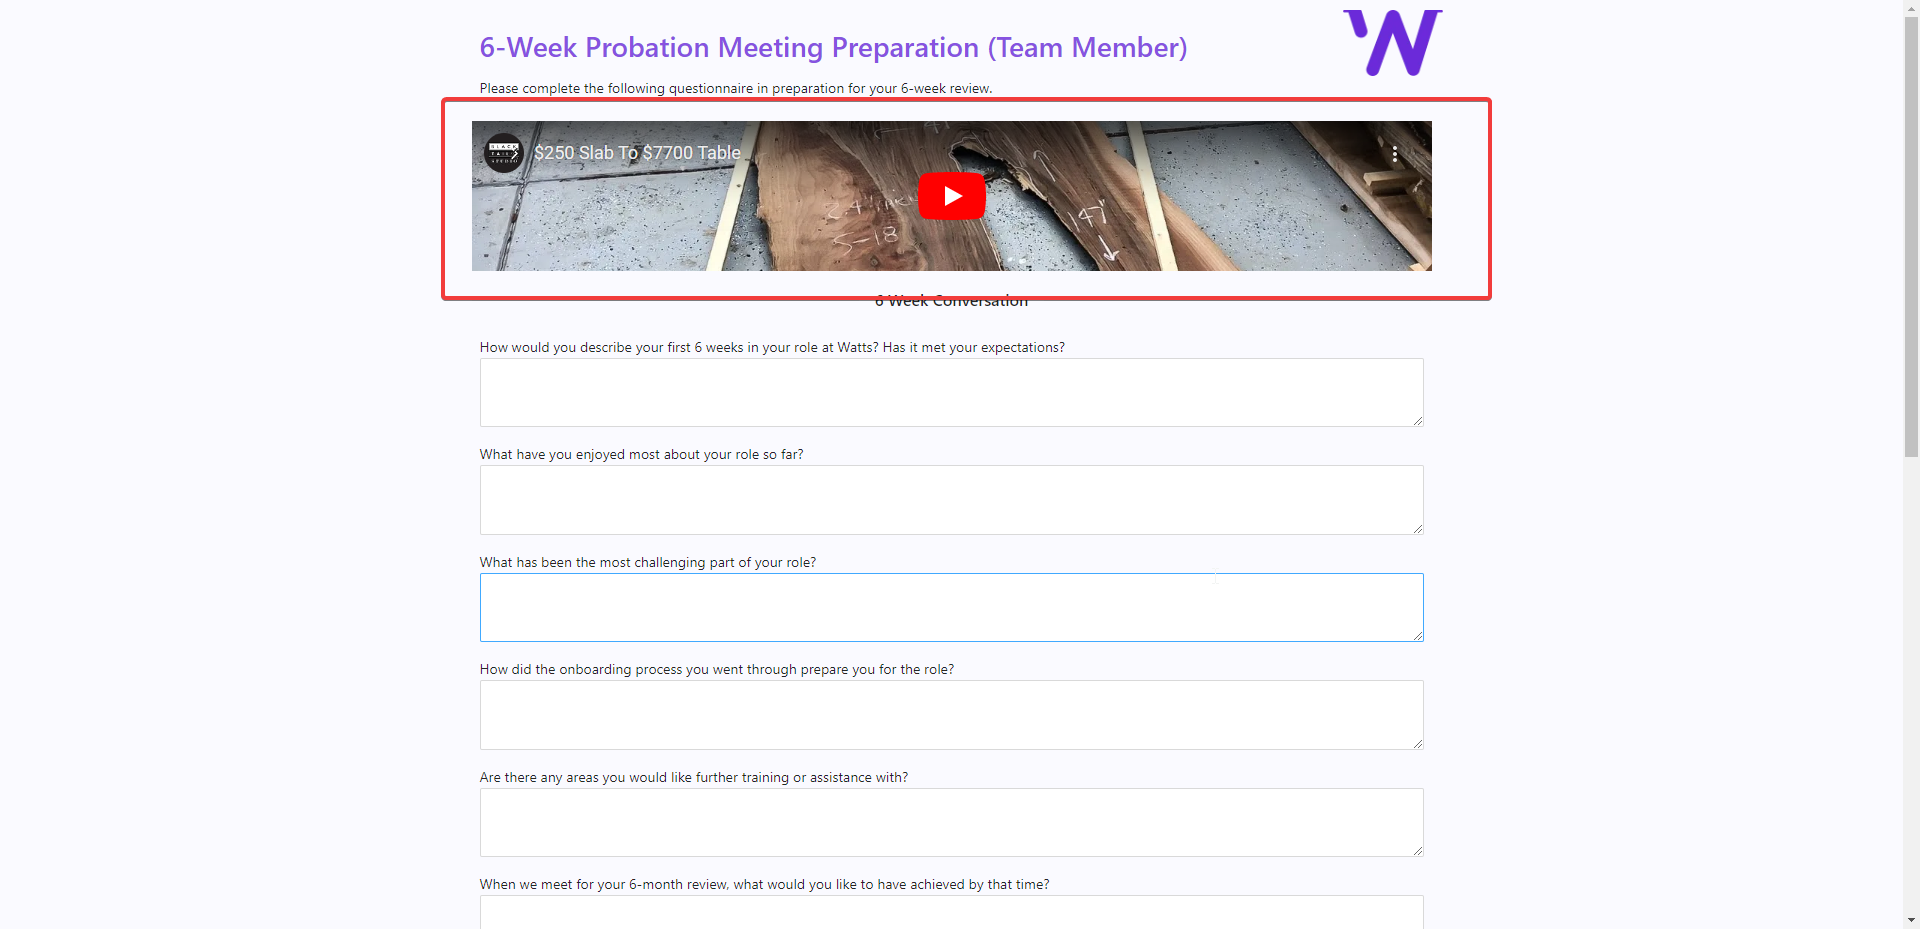 6-Week Probation Meeting Preparation (Team Member)
W
Please complete the following questionnaire in preparation for your 6-week review.
$250 Slab To $7700 Table
5-18
147"
6 Week Conversation
How would you describe your first 6 weeks in your role at Watts? Has it met your expectations?
What have you enjoyed most about your role so far?
What has been the most challenging part of your role?
How did the onboarding process you went through prepare you for the role?
Are there any areas you would like further training or assistance with?
When we meet for your 6-month review, what would you like to have achieved by that time?